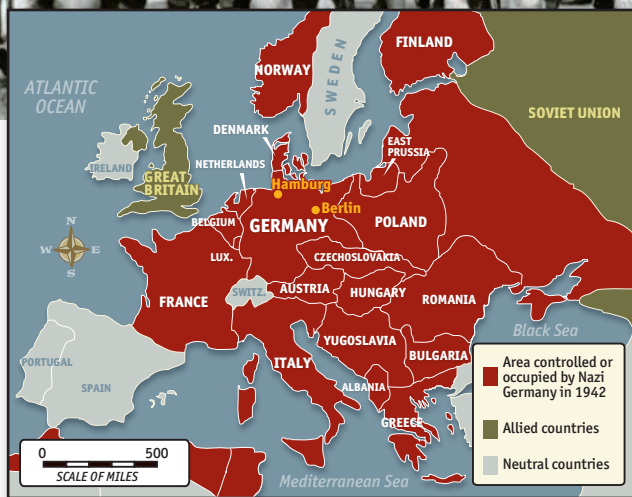 ATLANTIC
OCEAN
NORWAY
SWEDEN
FINLAND
SOVIET UNION
DENMARK
EAST
PRUSSIA
NETHERLANDS
IRELAND
GREAT
BRITAIN
Hamburg
Berlin
BELGIUM
GERMANY
POLAND
N
W
E
S
LUX.
CZECHOSLOVAKIA
FRANCE
SWITZ.
AUSTRIA
HUNGARY
ROMANIA
Black Sea
YUGOSLAVIA
BULGARIA
PORTUGAL
SPAIN
ITALY
ALBANIA
GREECE
Mediterranean Sea
0 500
SCALE OF MILES
Area controlled or
occupied by Nazi
Germany in 1942
Allied countries
Neutral countries